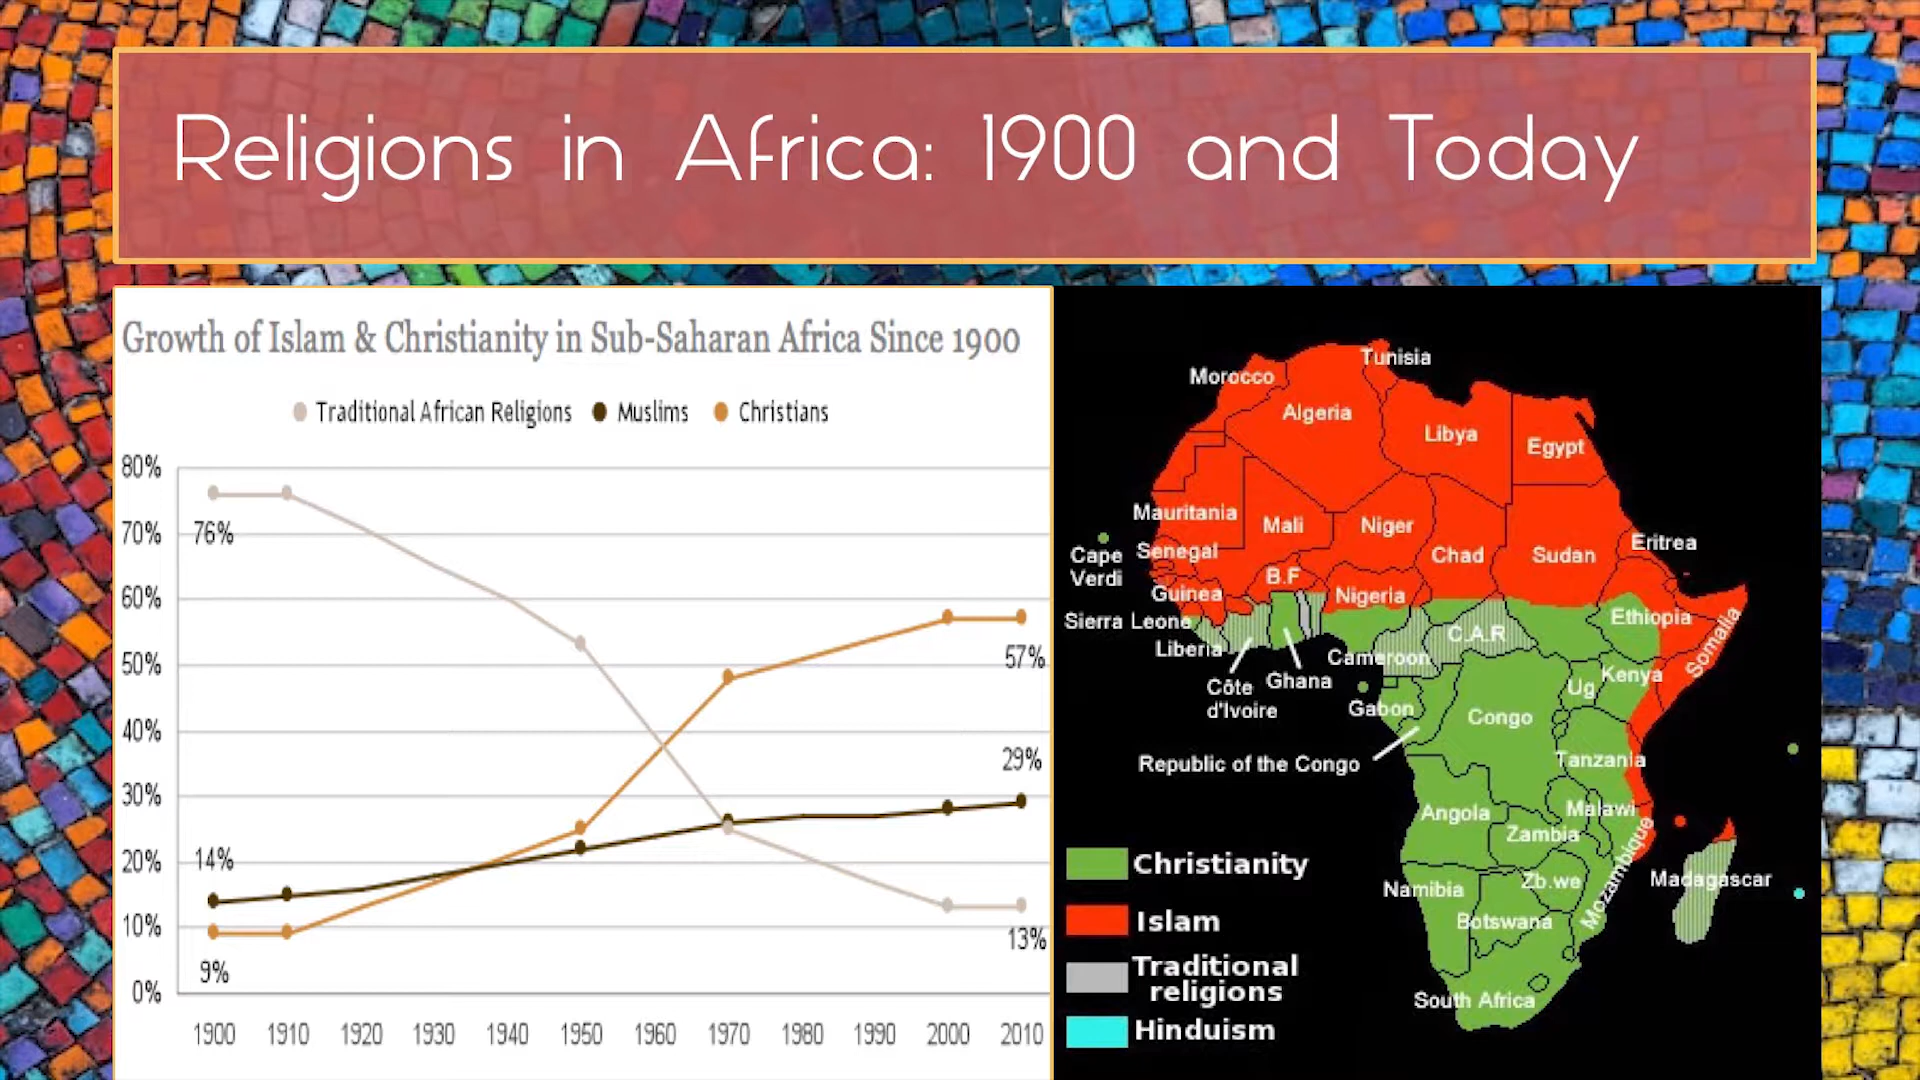 Religions in Africa: 1900 and Today
Growth of Islam & Christianity in Sub-Saharan Africa Since 1900
Traditional African Religions Muslims Christians
80%
70%
60%
50%
40%
30%
20%
10%
0%
76%
14%
9%
57%
29%
13%
1900 1910 1920 1930 1940 1950 1960 1970 1980 1990 2000 2010
Tunisia
Morocco
Algeria
Libya
Egypt
Mauritania
Mali
Niger
Chad
Sudan
Eritrea
Cape
Verdi
Senegal
B.F
Guinea
Nigeria
Sierra Leone
Ethiopia
Somalia
Liberia
C.A.R
Cameroon
Côte
d'Ivoire
Ghana
Kenya
Ug
Gabon
Congo
Republic of the Congo
Tanzania
Angola
Malawi
Zambia
Mozambique
Zb.we
Namibia
Madagascar
Botswana
South Africa
Christianity
Islam
Traditional
religions
Hinduism